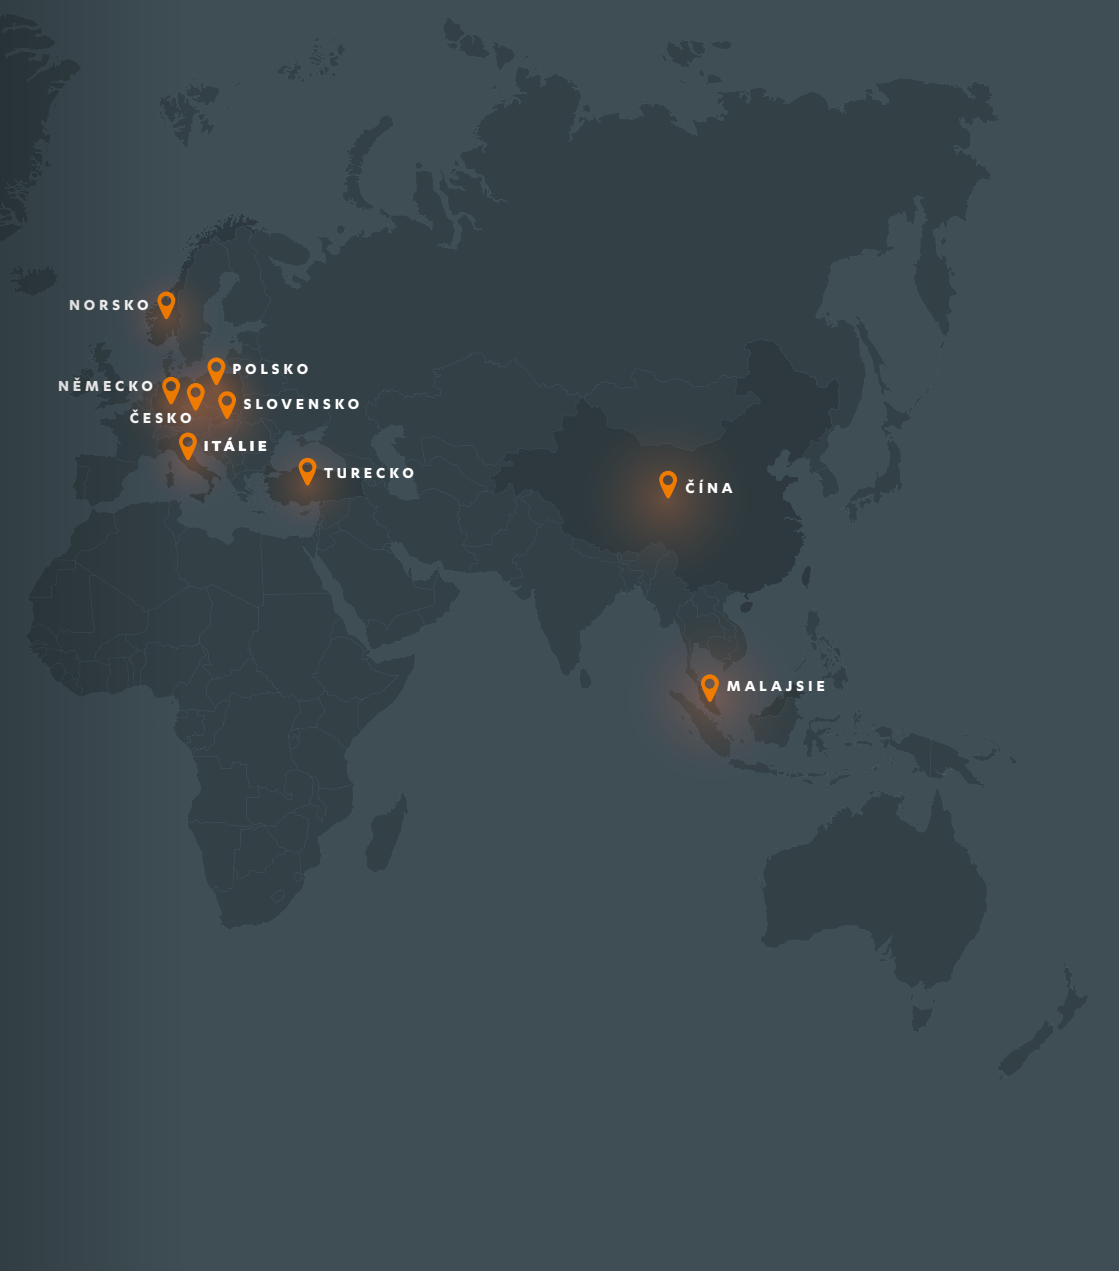 NORSKO
POLSKO
NĚMECKO
SLOVENSKO
ČESKO
ITÁLIE
TURECKO
ČÍNA
MALAJSIE